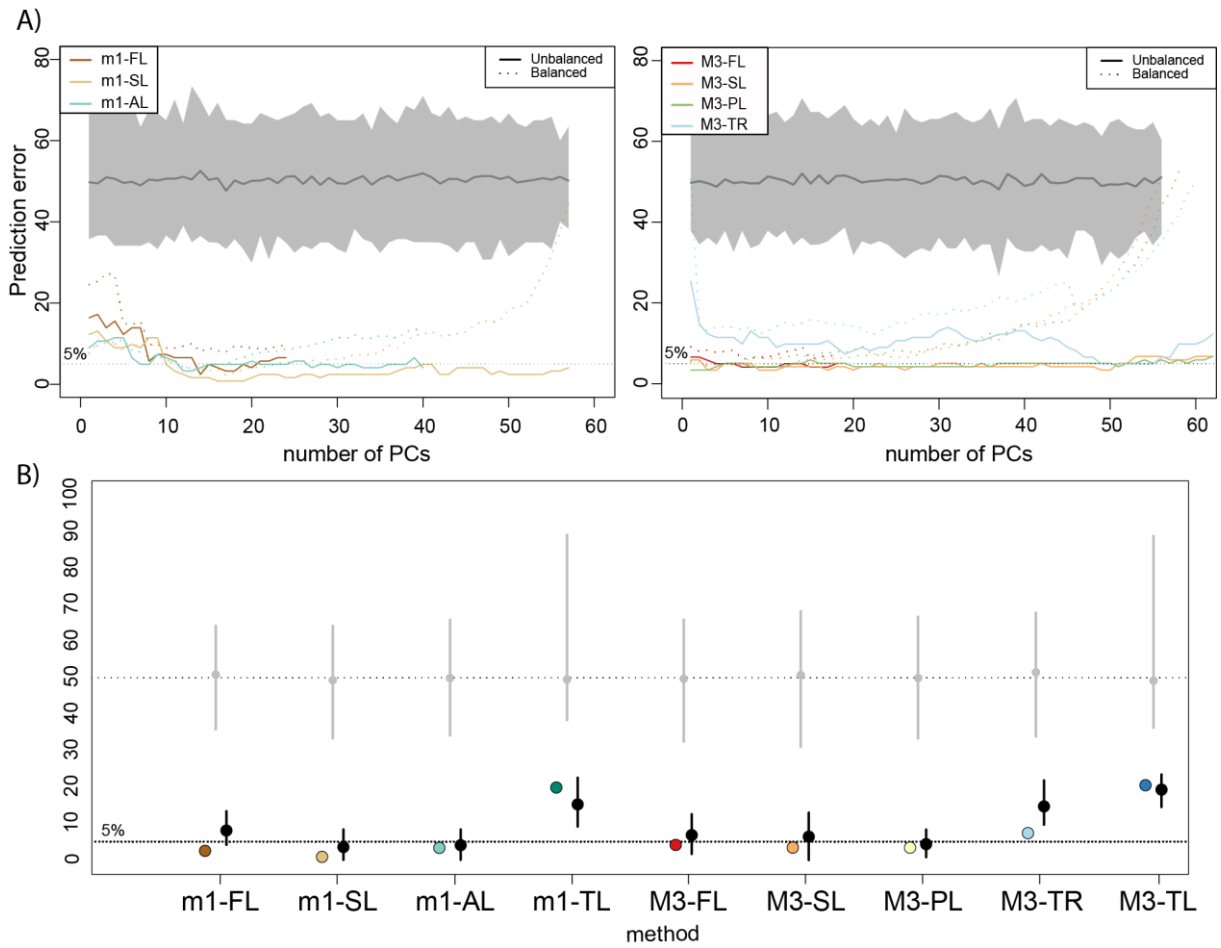 A)
Prediction error
80
60
40
20
0
5%
m1-FL
m1-SL
m1-AL
Unbalanced
Balanced
0 10 20 30 40 50 60
number of PCs
80
60
40
20
0
5%
M3-FL
M3-SL
M3-PL
M3-TR
Unbalanced
Balanced
0 10 20 30 40 50 60
number of PCs
B)
100
90
80
70
60
50
40
30
20
10
0
5%
m1-FL m1-SL m1-AL m1-TL M3-FL M3-SL M3-PL M3-TR M3-TL
method